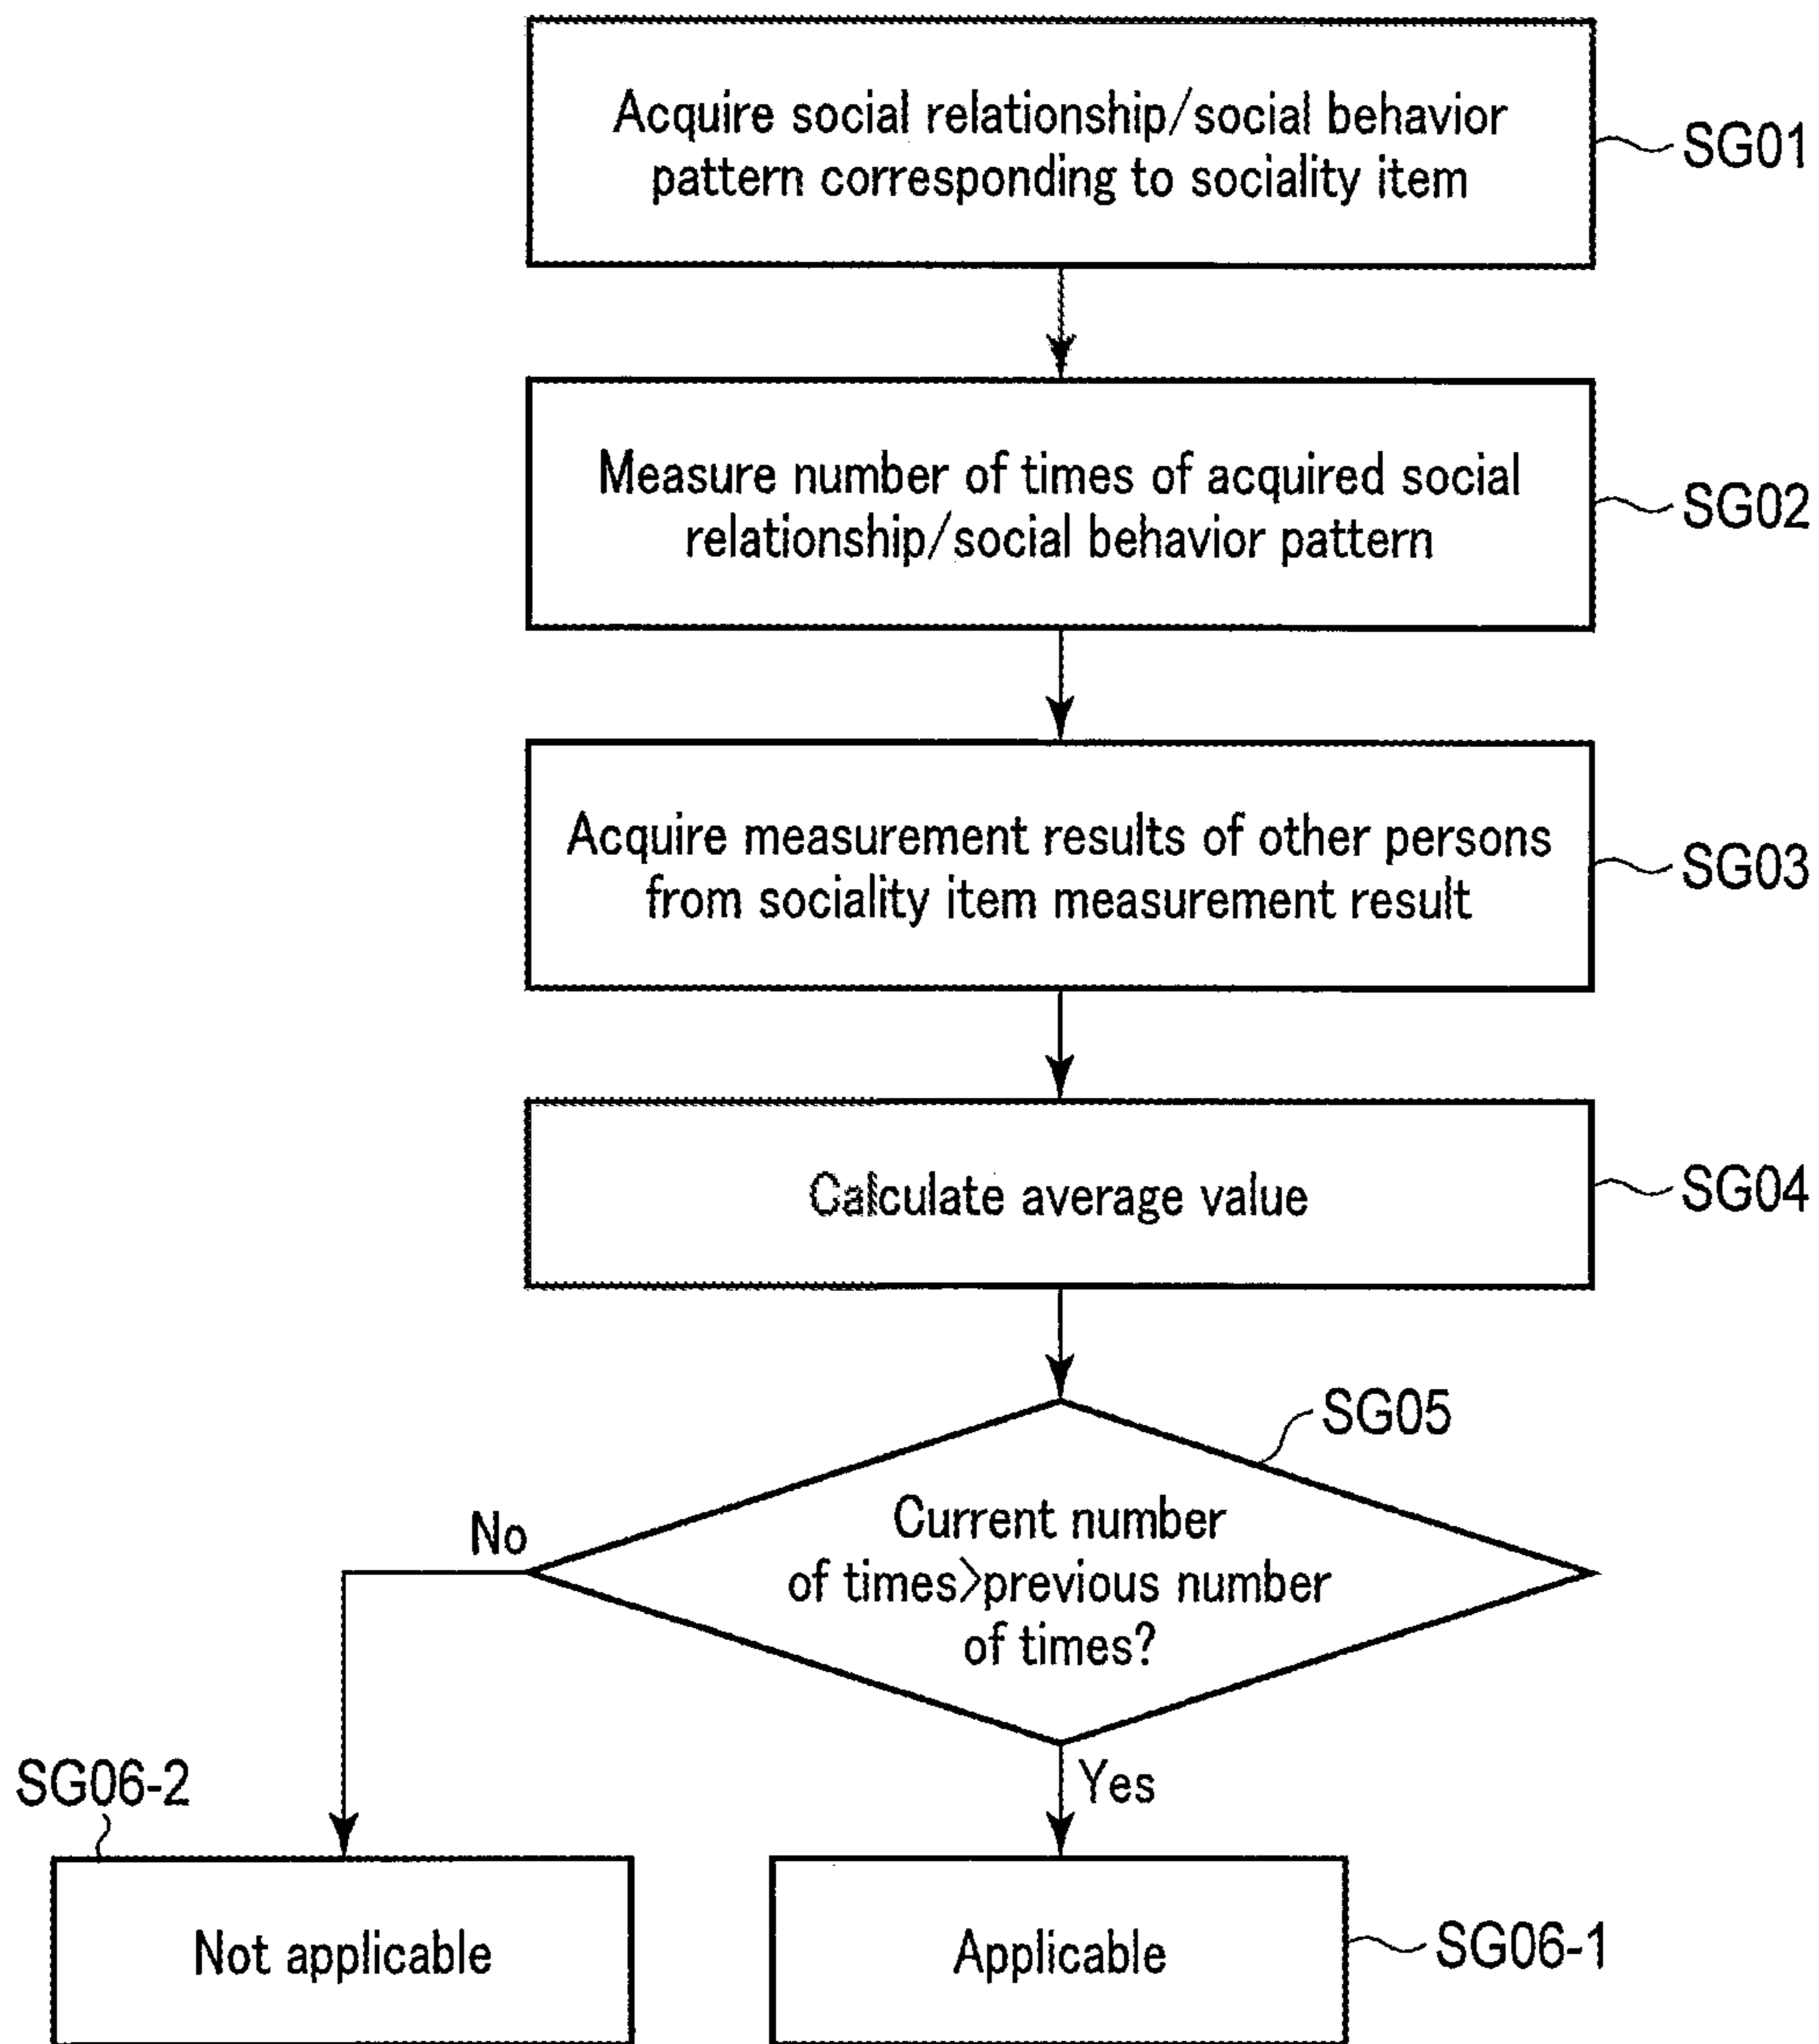 Acquire social relationship/social behavior
pattern corresponding to sociality item
SG01
Measure number of times of acquired social
relationship/social behavior pattern
SG02
Acquire measurement results of other persons
from sociality item measurement result
SG03
Calculate average value
SG04
SG05
Current number
of times>previous number
of times?
No
Yes
SG06-2
Not applicable
Applicable
SG06-1